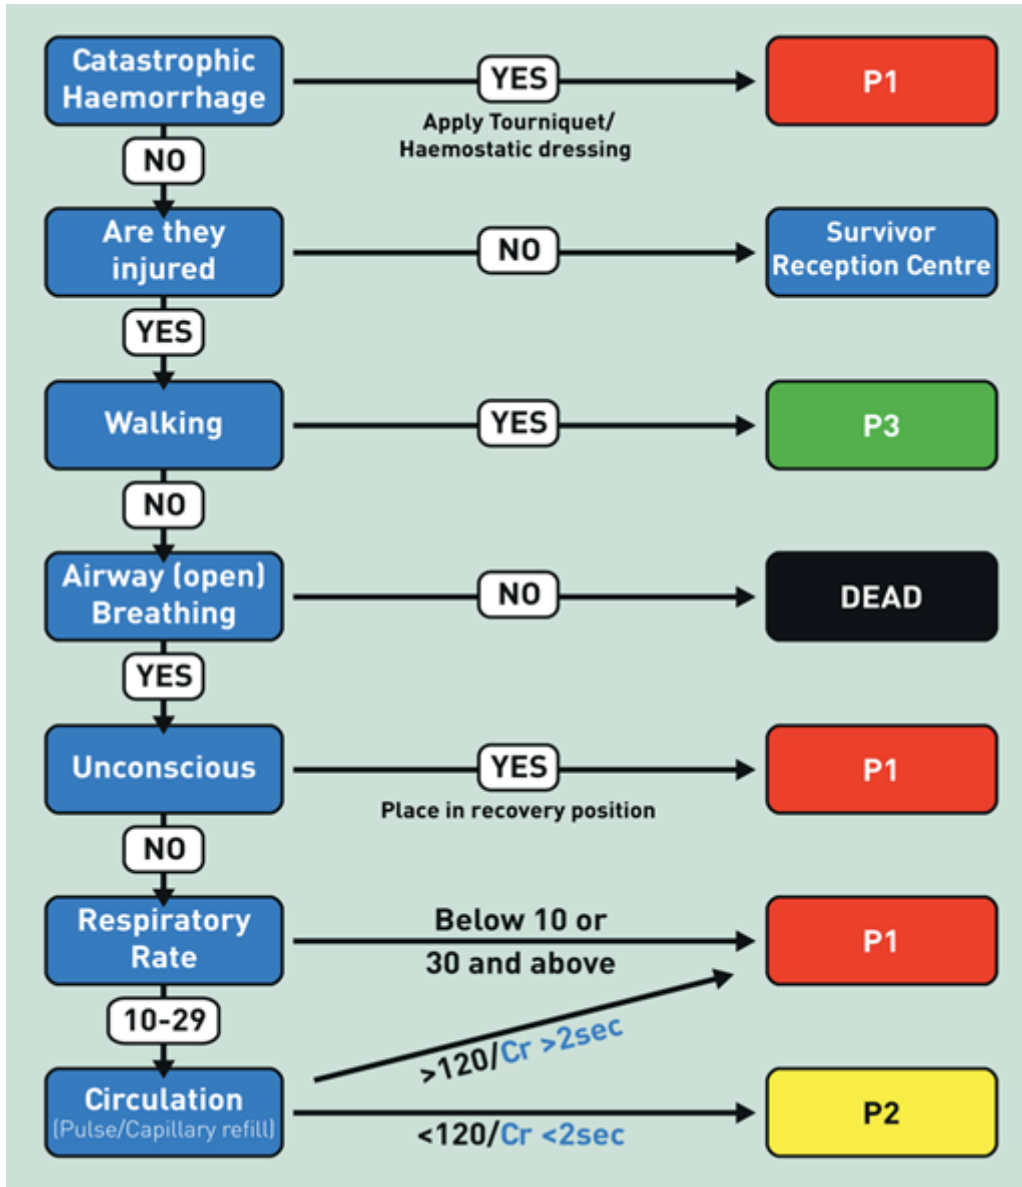 Catastrophic
Haemorrhage
YES
Apply Tourniquet/
Haemostatic dressing
P1
NO
Are they
injured
NO
Survivor
Reception Centre
YES
Walking
YES
P3
NO
Airway (open)
Breathing
NO
DEAD
YES
Unconscious
YES
Place in recovery position
P1
NO
Respiratory
Rate
Below 10 or
30 and above
P1
10-29
>120/Cr >2sec
Circulation
(Pulse/Capillary refill)
<120/Cr <2sec
P2